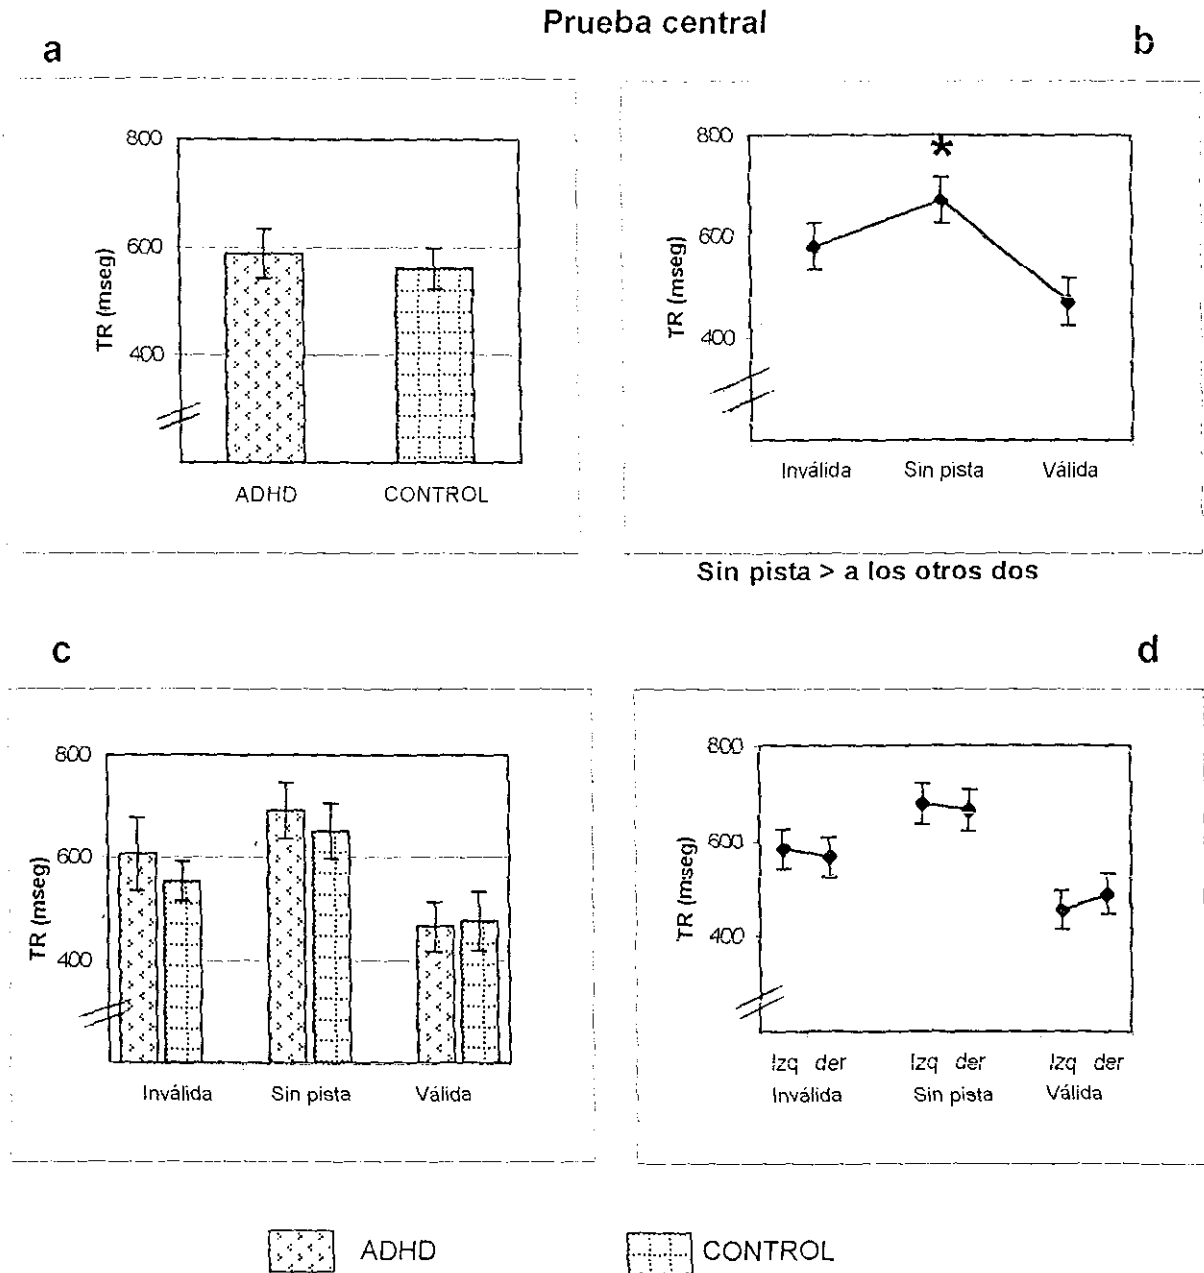 Prueba central
a
b
800
600
400
TR (mseg)
ADHD
CONTROL
800
*
600
400
TR (mseg)
Inválida
Sin pista
Válida
Sin pista > a los otros dos
c
d
800
600
400
TR (mseg)
Inválida
Sin pista
Válida
800
600
400
TR (mseg)
Izq der
Izq der
Izq der
Inválida
Sin pista
Válida
ADHD
CONTROL